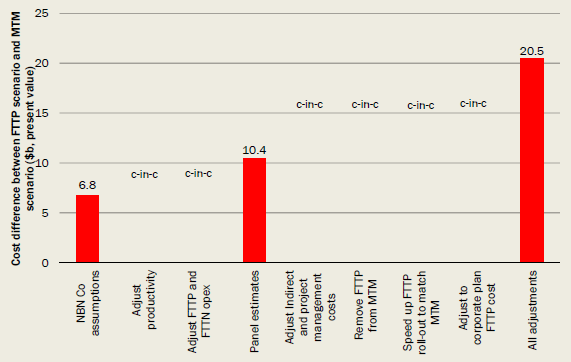 Cost difference between FTTP scenario and MTM
scenario ($b, present value)
25
20
15
10
5
0
6.8
c-in-c
c-in-c
10.4
c-in-c
c-in-c
c-in-c
c-in-c
20.5
NBN Co
assumptions
Adjust
productivity
Adjust FTTP and
FTTN opex
Panel estimates
Adjust Indirect
and project
management
costs
Remove FTTP
from MTM
Speed up FTTP
roll-out to match
MTM
Adjust to
corporate plan
FTTP cost
All adjustments